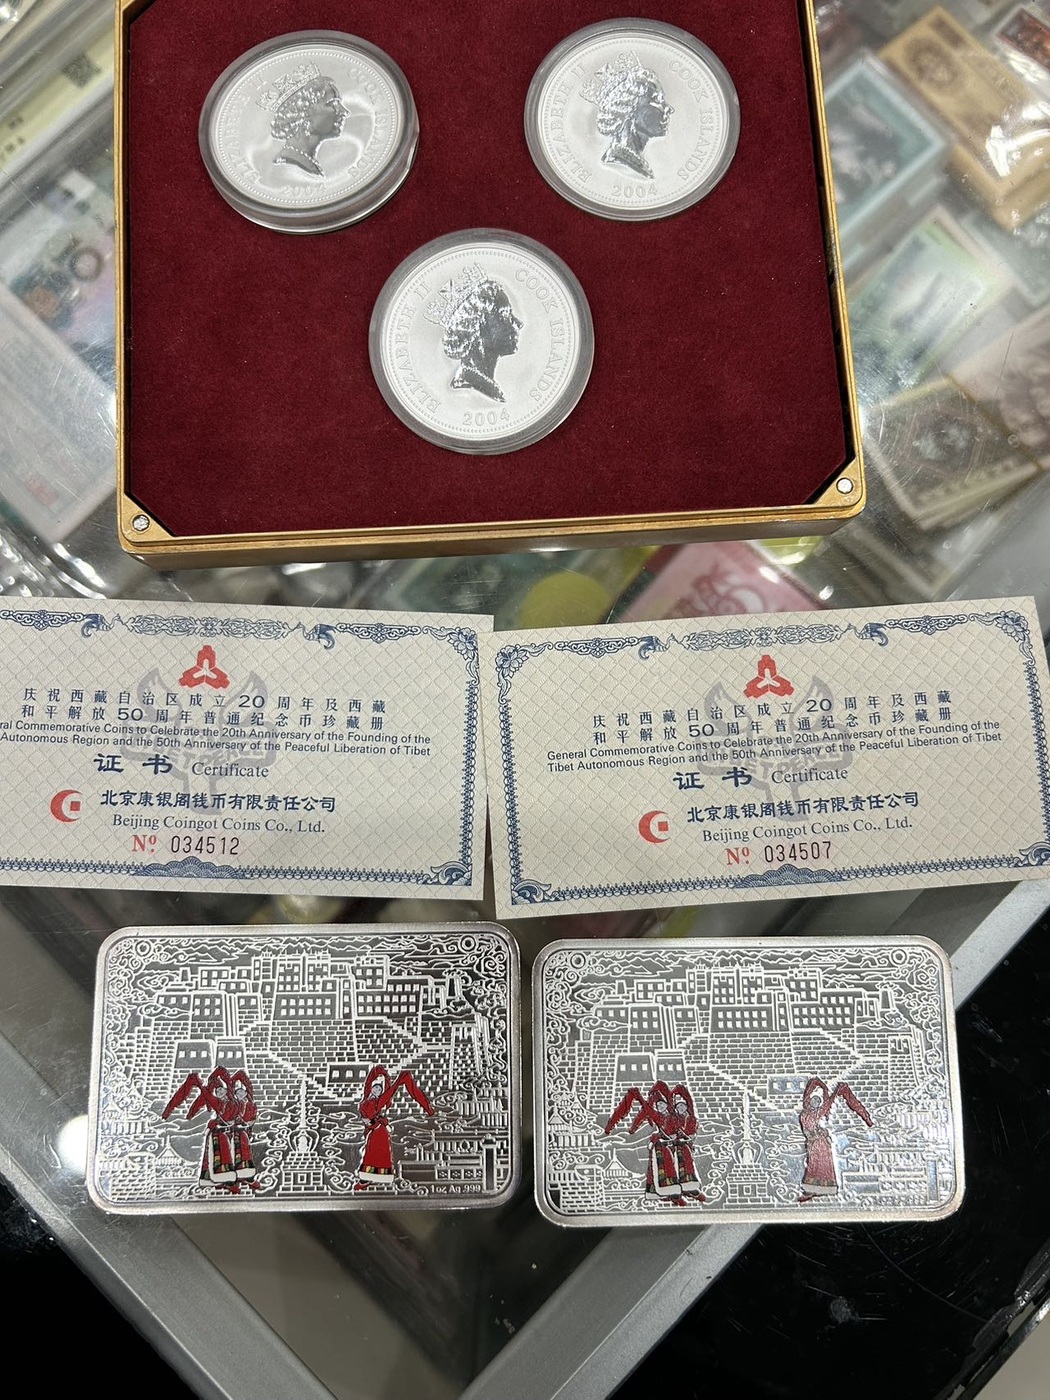 ELIZABETH II COOK ISLANDS
2004
ELIZABETH II COOK ISLANDS
2004
ELIZABETH II COOK ISLANDS
2004
庆祝西藏自治区成立20周年及西藏
和平解放50周年普通纪念币珍藏册
ral Commemorative Coins to Celebrate the 20th Anniversary of the Founding of the
Autonomous Region and the 50th Anniversary of the Peaceful Liberation of Tibet
证书 Certificate
北京康银阁钱币有限责任公司
Beijing Coingot Coins Co., Ltd.
Nº 034512
庆祝西藏自治区成立20周年及西藏
和平解放50周年普通纪念币珍藏册
General Commemorative Coins to Celebrate the 20th Anniversary of the Founding of the
Tibet Autonomous Region and the 50th Anniversary of the Peaceful Liberation of Tibet
证书 Certificate
北京康银阁钱币有限责任公司
Beijing Coingot Coins Co., Ltd.
Nº 034507
1oz Ag .999